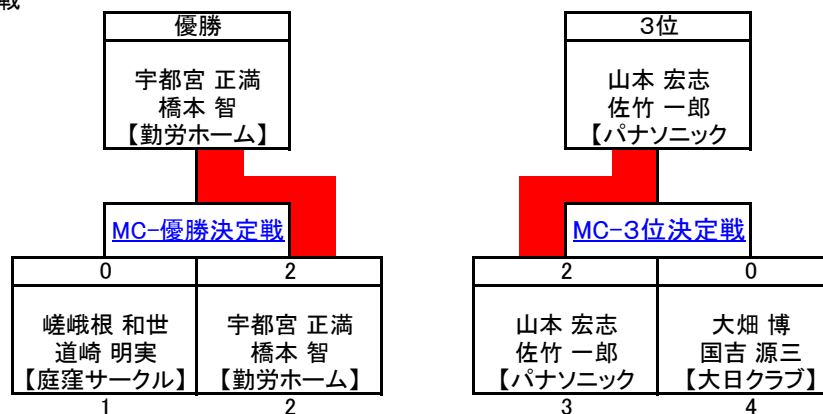 戦
優勝
宇都宮 正満
橋本 智
【勤労ホーム】
MC-優勝決定戦
0
2
嵯峨根 和世
道崎 明実
【庭窪サークル】
宇都宮 正満
橋本 智
【勤労ホーム】
1
2
3位
山本 宏志
佐竹 一郎
【パナソニック
MC-3位決定戦
2
0
山本 宏志
佐竹 一郎
【パナソニック
大畑 博
国吉 源三
【大日クラブ】
3
4